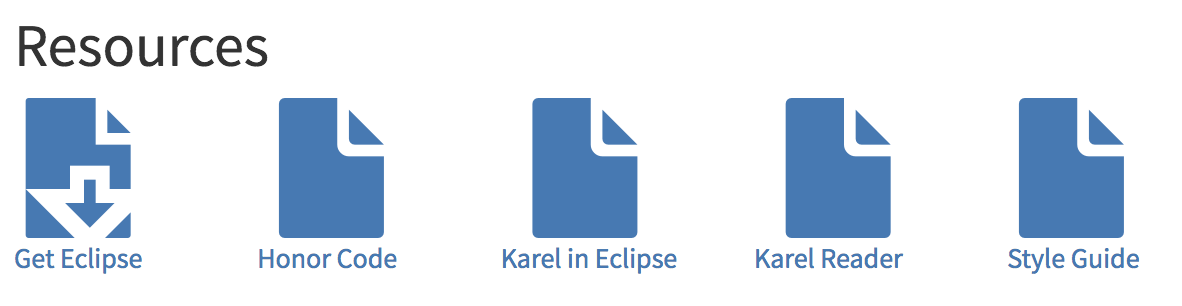 Resources
Get Eclipse
Honor Code
Karel in Eclipse
Karel Reader
Style Guide